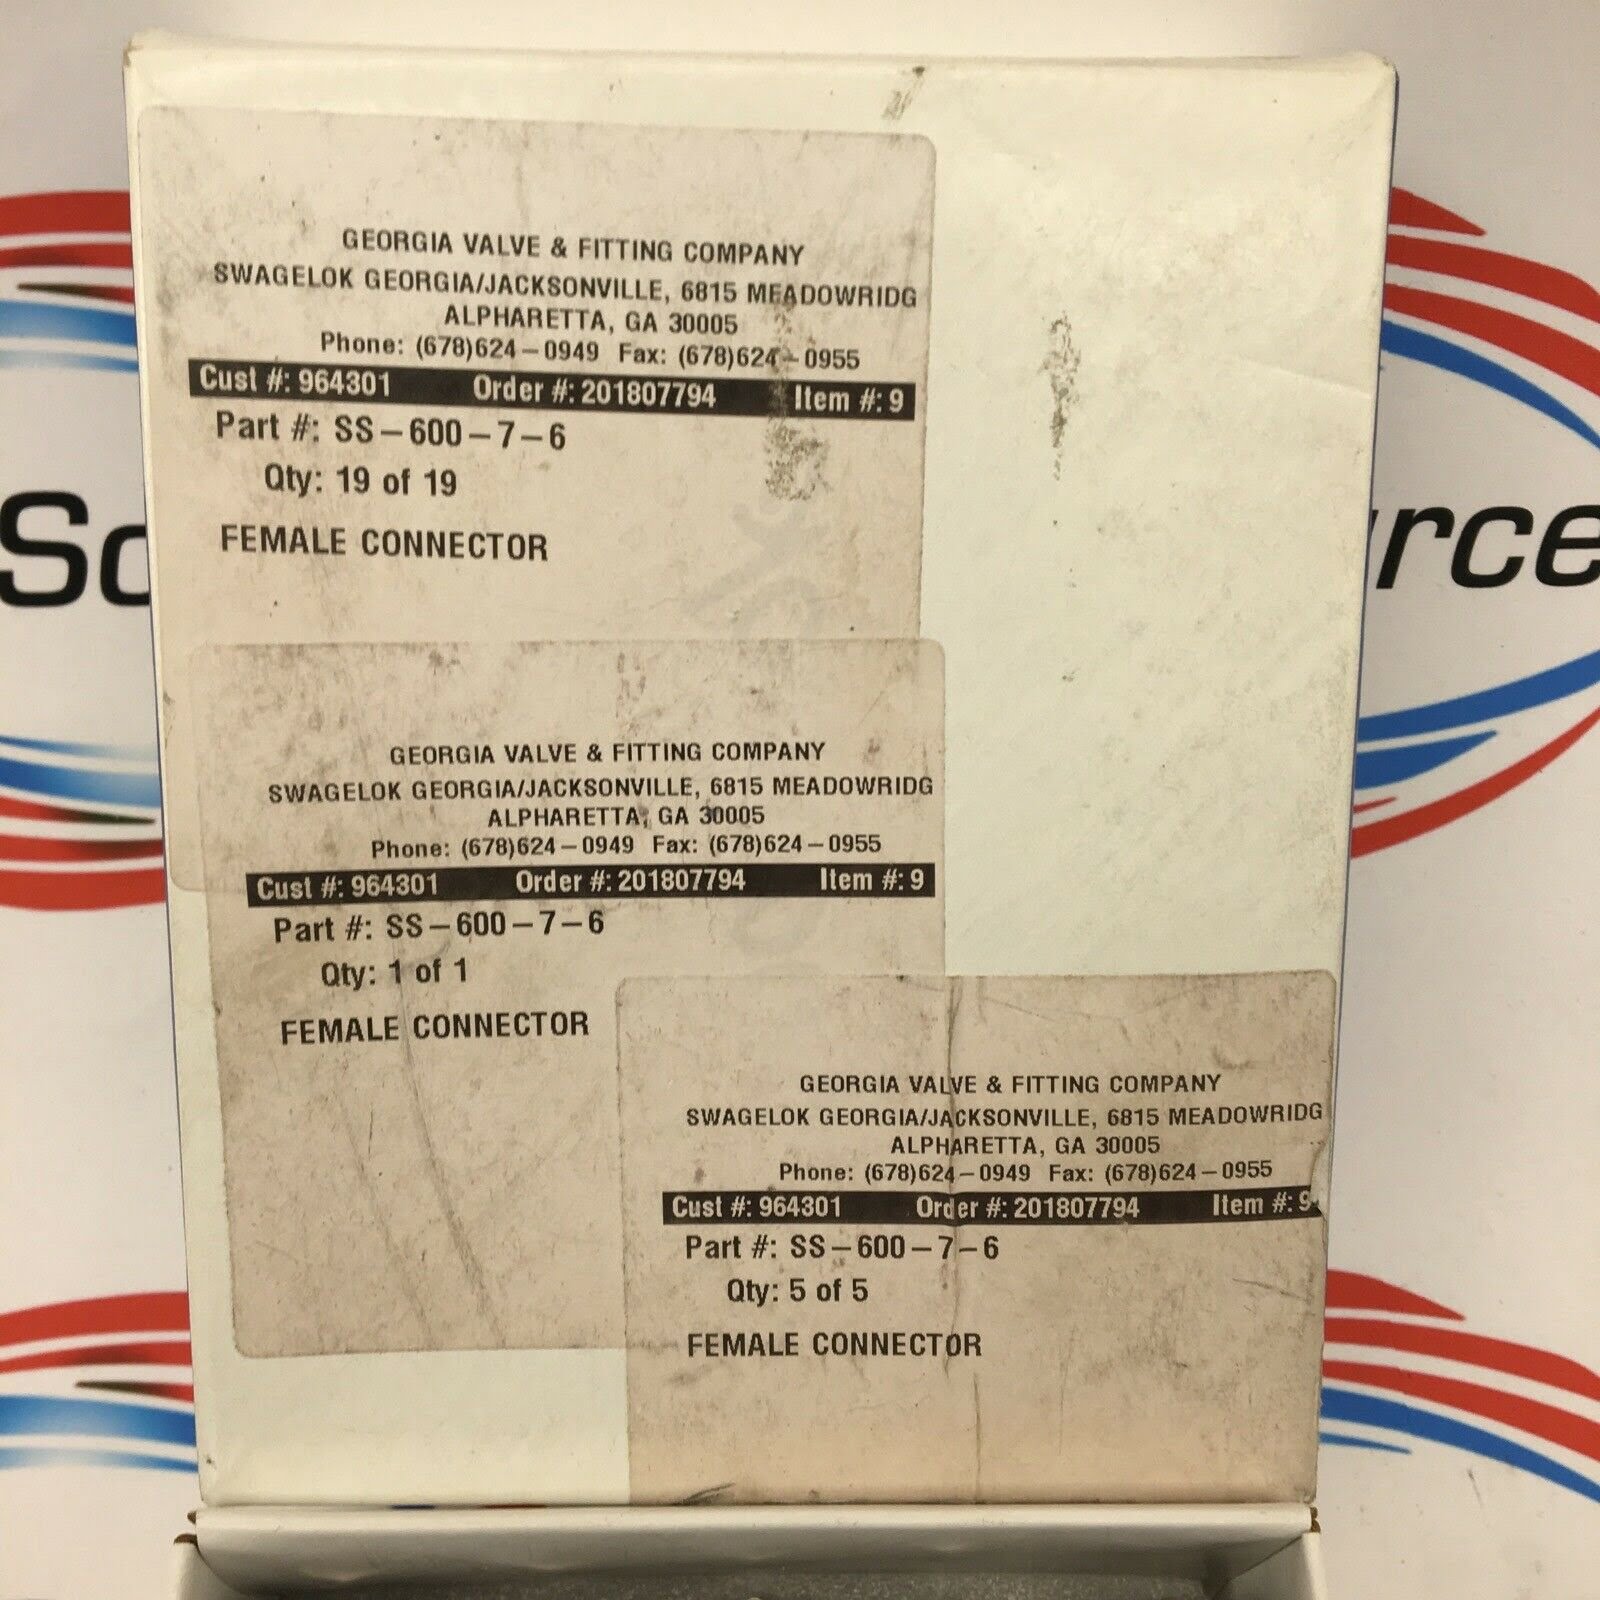 GEORGIA VALVE & FITTING COMPANY
SWAGELOK GEORGIA/JACKSONVILLE, 6815 MEADOWRIDG
ALPHARETTA, GA 30005
Phone: (678)624-0949 Fax: (678)624-0955
Cust #: 964301 Order #: 201807794 Item #: 9
Part #: SS-600-7-6
Qty: 19 of 19
FEMALE CONNECTOR
GEORGIA VALVE & FITTING COMPANY
SWAGELOK GEORGIA/JACKSONVILLE, 6815 MEADOWRIDG
ALPHARETTA, GA 30005
Phone: (678)624-0949 Fax: (678)624-0955
Cust #: 964301 Order #: 201807794 Item #: 9
Part #: SS-600-7-6
Qty: 1 of 1
FEMALE CONNECTOR
GEORGIA VALVE & FITTING COMPANY
SWAGELOK GEORGIA/JACKSONVILLE, 6815 MEADOWRIDG
ALPHARETTA, GA 30005
Phone: (678)624-0949 Fax: (678)624-0955
Cust #: 964301 Order #: 201807794 Item #: 9
Part #: SS-600-7-6
Qty: 5 of 5
FEMALE CONNECTOR